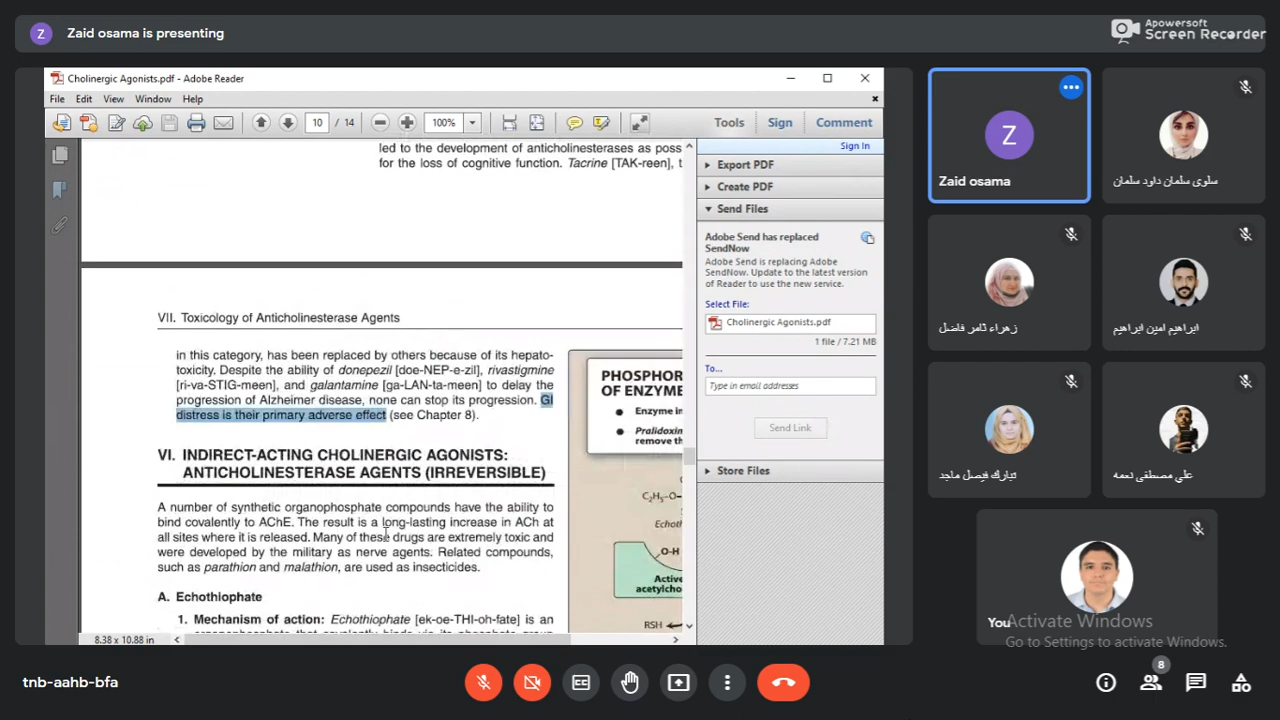 Z
Zaid osama is presenting
Apowersoft
Screen Recorder
Cholinergic Agonists.pdf - Adobe Reader
File Edit View Window Help
10 / 14
100%
Tools Sign Comment
led to the development of anticholinesterases as poss
for the loss of cognitive function. Tacrine [TAK-reen], t
VII. Toxicology of Anticholinesterase Agents
in this category, has been replaced by others because of its hepato-
toxicity. Despite the ability of donepezil [doe-NEP-e-zil], rivastigmine
[ri-va-STIG-meen], and galantamine [ga-LAN-ta-meen] to delay the
progression of Alzheimer disease, none can stop its progression. GI
distress is their primary adverse effect (see Chapter 8).
VI. INDIRECT-ACTING CHOLINERGIC AGONISTS:
ANTICHOLINESTERASE AGENTS (IRREVERSIBLE)
A number of synthetic organophosphate compounds have the ability to
bind covalently to AChE. The result is a long-lasting increase in ACh at
all sites where it is released. Many of these drugs are extremely toxic and
were developed by the military as nerve agents. Related compounds,
such as parathion and malathion, are used as insecticides.
A. Echothiophate
1. Mechanism of action: Echothiophate [ek-oe-THI-oh-fate] is an
PHOSPHOR
OF ENZYME
Enzyme in
Pralidoxim
remove th
C₂H₅-O
Echoth
O-H
Active
acetylcho
RSH
8.38 x 10.88 in
Sign In
Export PDF
Create PDF
Send Files
Adobe Send has replaced
SendNow
Adobe Send is replacing Adobe
SendNow. Update to the latest version
of Reader to use the new service.
Select File:
Cholinergic Agonists.pdf
1 file / 7.21 MB
To...
Type in email addresses
Send Link
Store Files
Z
Zaid osama
سلوى سلمان داود سلمان
زهراء ثامر فاضل
ابراهيم امين ابراهيم
تبارك فيصل ماجد
علي مصطفى نعمه
You
Activate Windows
Go to Settings to activate Windows.
tnb-aahb-bfa
8